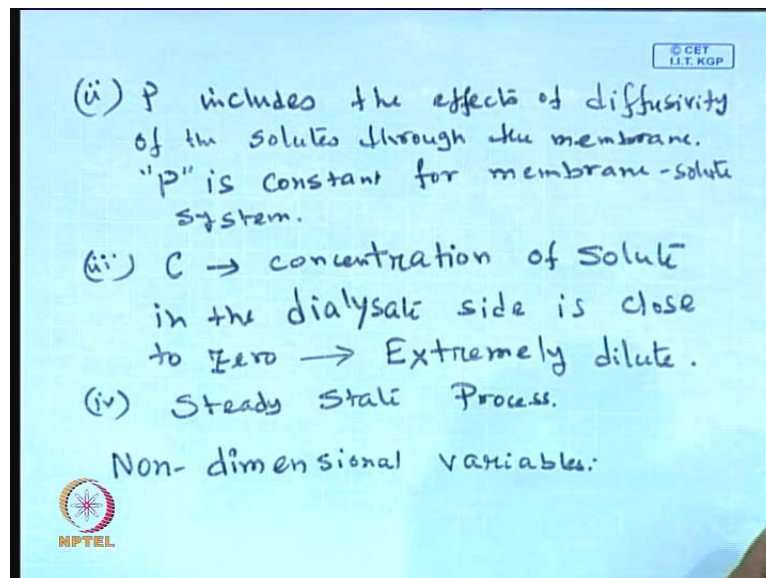 © CET
I.I.T. KGP
(ii) P includes the effects of diffusivity
of the solutes through the membrane.
"P" is constant for membrane-solute
system.
(iii) C → concentration of Solute
in the dialysate side is close
to zero → Extremely dilute.
(iv) Steady State Process.
Non-dimensional variables:
NPTEL